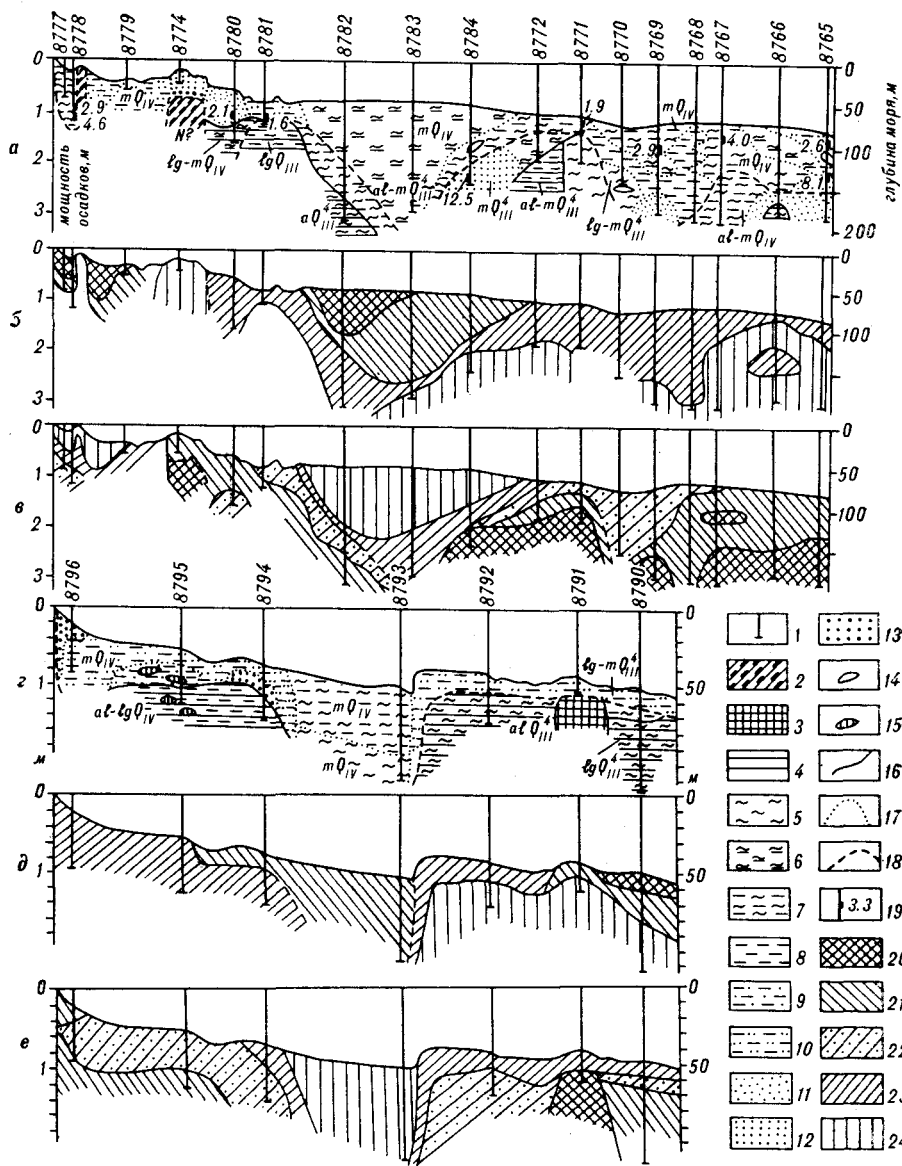 8777 8778 8779 8774 8780 8781 8782 8783 8784 8772 8771 8770 8769 8768 8767 8766 8765
0 1 2 3
мощность осадков, м
а
2.9
4.6
mQIV
N?
2.1
1.6
lg-mQIV
lgQIII
mQIV
al-mQ⁴III
aQ⁴III
12.5
mQ⁴III
al-mQ⁴III
1.9
lg-mQ⁴III
2.9
mQIV
4.0
mQIV
al-mQIV
2.6
8.1
0 50 100 200
глубина моря, м
б
0 1 2 3
0 50 100
в
0 1 2 3
0 50 100
8796 8795 8794 8793 8792 8791 8790
г
0 1
м
mQIV
al-lgQIV
mQIV
mQIV
al Q⁴III
lg-mQ⁴III
lgQ⁴III
0 50
м
д
0 1
0 50
е
0 1
0 50
1 13
2 14
3 15
4 16
5 17
6 18
7 3.3 19
8 20
9 21
10 22
11 23
12 24